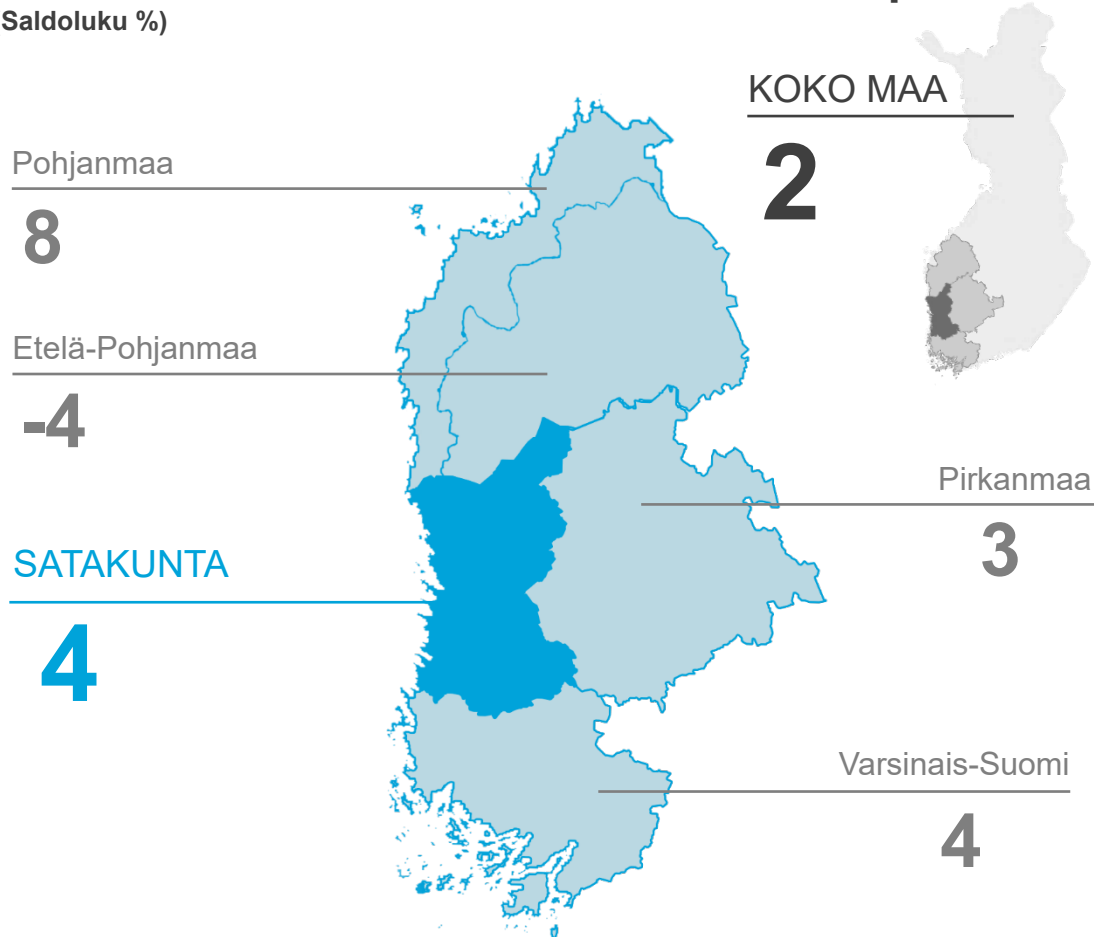 Saldoluku %)
KOKO MAA
2
Pohjanmaa
8
Etelä-Pohjanmaa
-4
Pirkanmaa
3
SATAKUNTA
4
Varsinais-Suomi
4